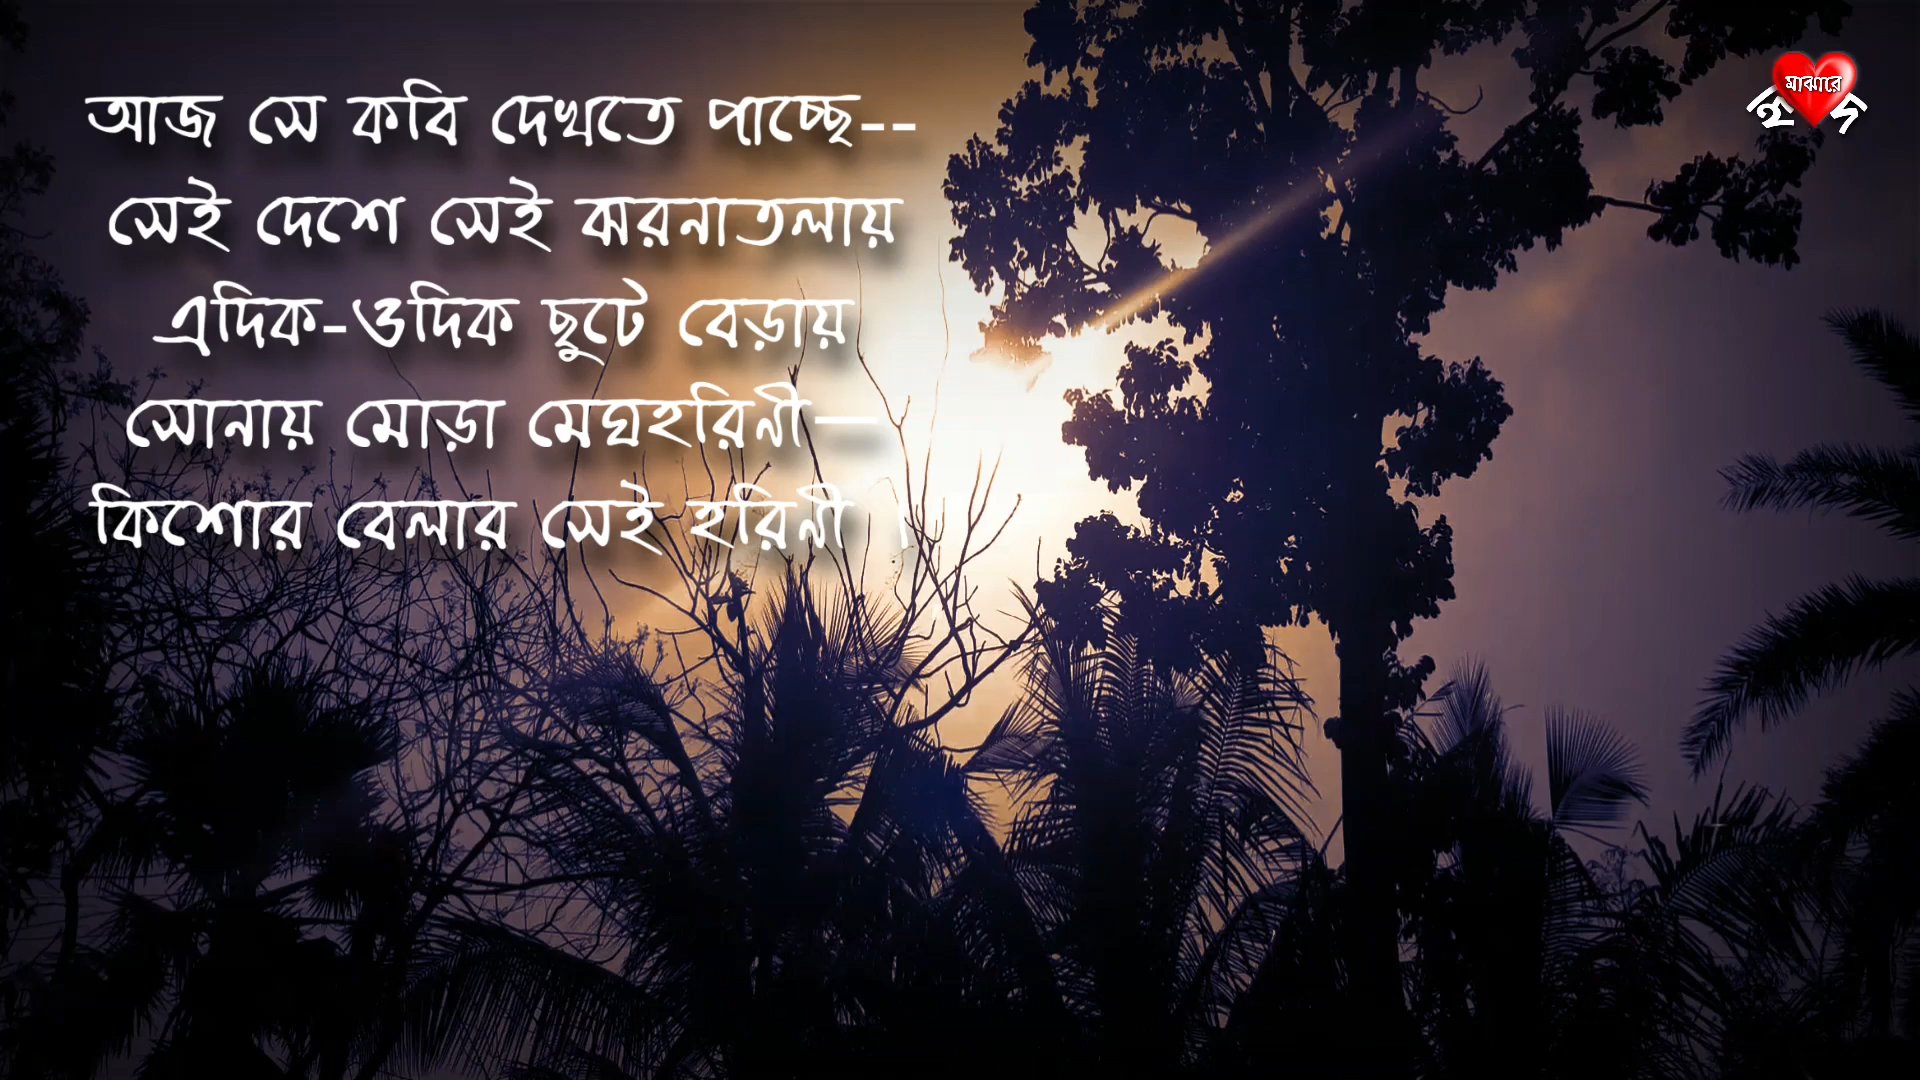 আজ সে কবি দেখতে পাচ্ছে--
সেই দেশে সেই ঝরনাতলায়
এদিক-ওদিক ছুটে বেড়ায়
সোনায় মোড়া মেঘহরিণী—
কিশোর বেলার সেই হরিণী ।
মাঝারে
হৃদ